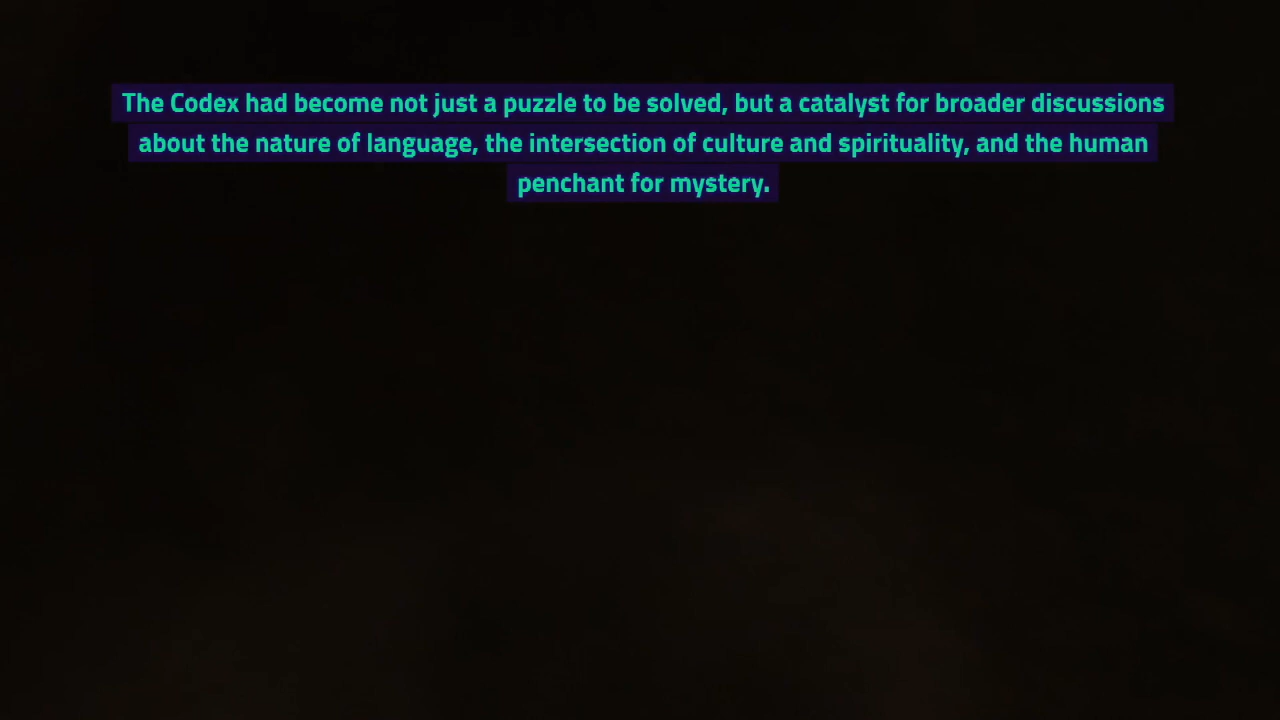 The Codex had become not just a puzzle to be solved, but a catalyst for broader discussions
about the nature of language, the intersection of culture and spirituality, and the human
penchant for mystery.